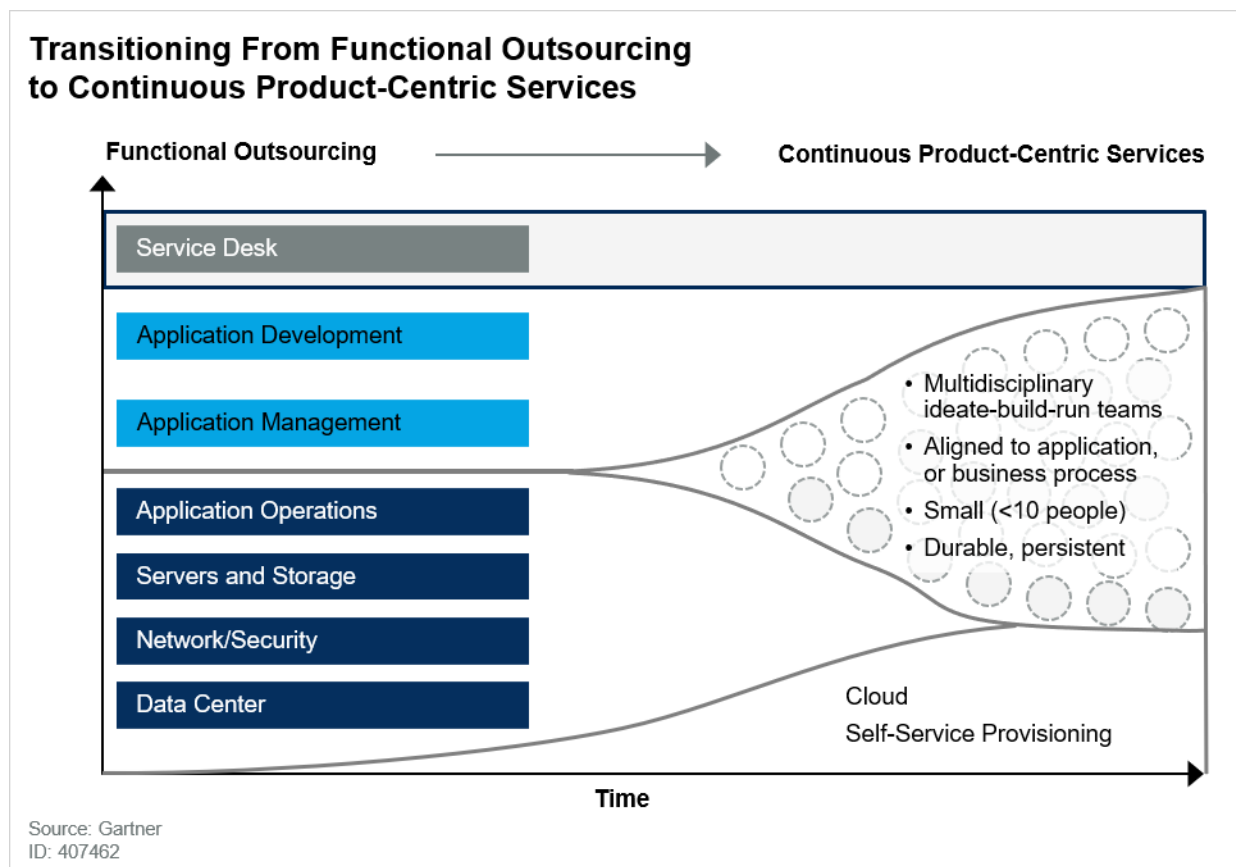 Transitioning From Functional Outsourcing
to Continuous Product-Centric Services
Functional Outsourcing
Continuous Product-Centric Services
Service Desk
Application Development
Application Management
Application Operations
Servers and Storage
Network/Security
Data Center
• Multidisciplinary
ideate-build-run teams
• Aligned to application,
or business process
• Small (<10 people)
• Durable, persistent
Cloud
Self-Service Provisioning
Time
Source: Gartner
ID: 407462